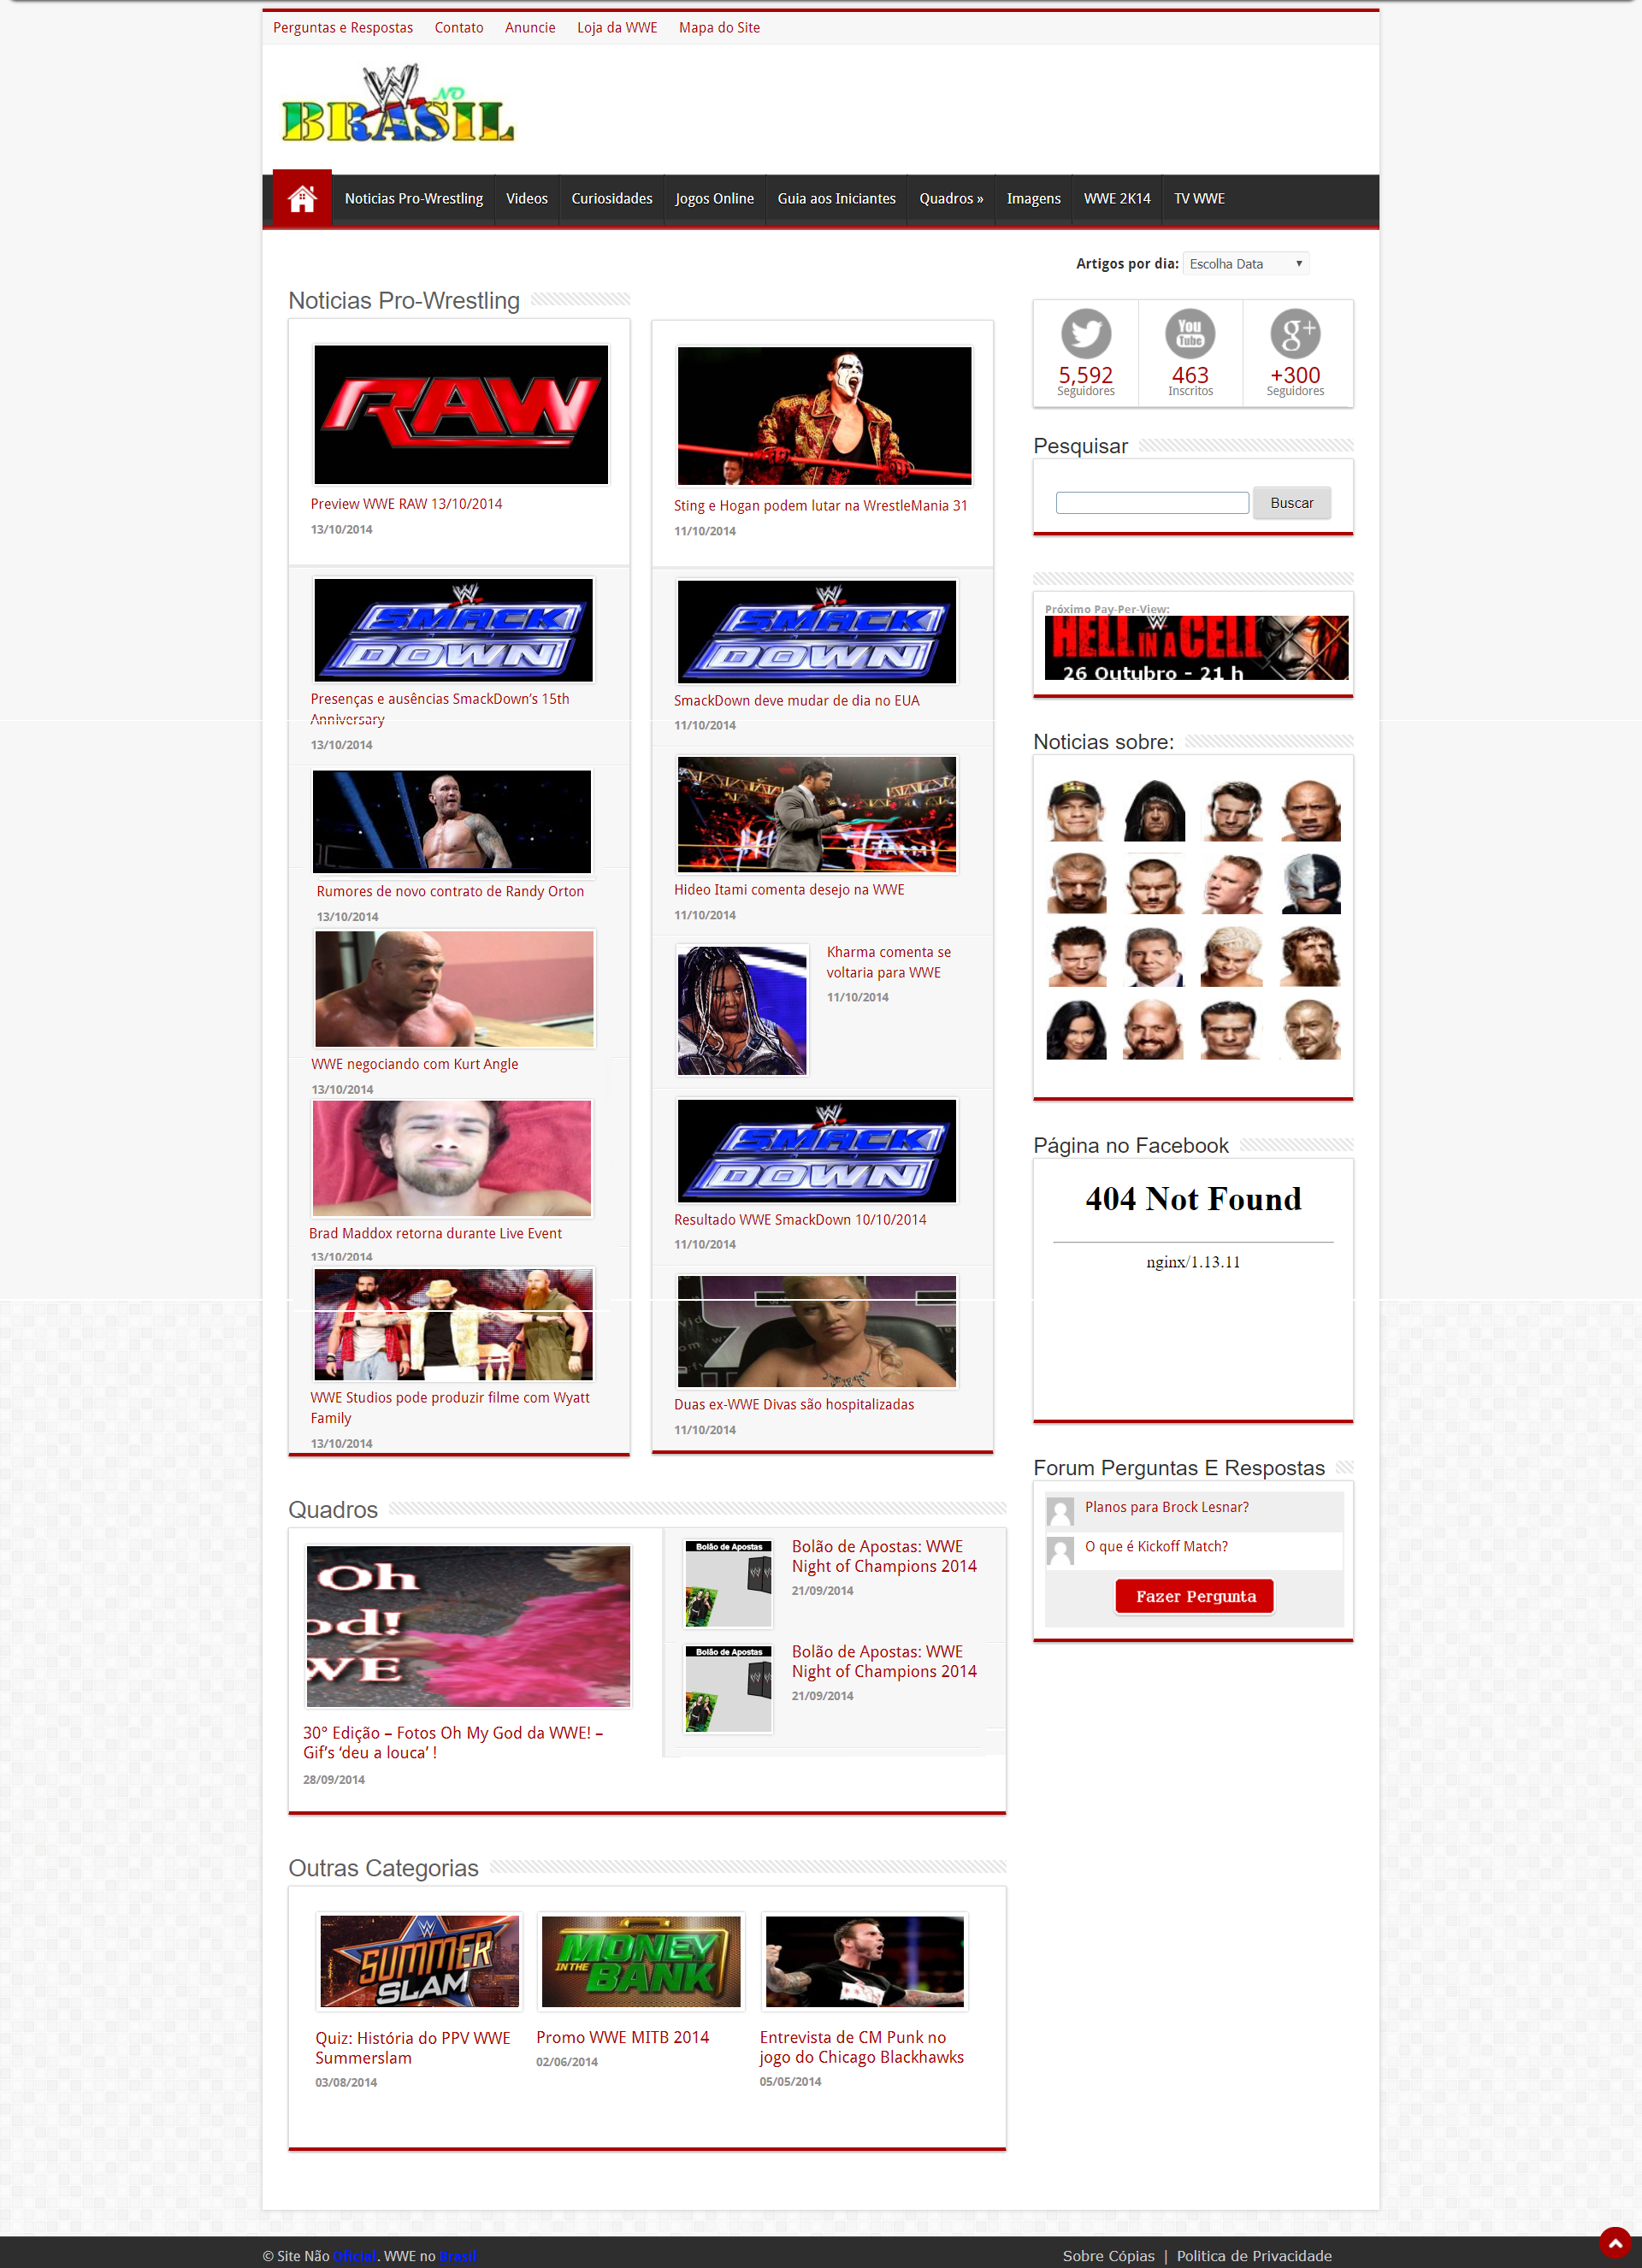 Perguntas e Respostas Contato Anuncie Loja da WWE Mapa do Site
W NO
BRASIL
Noticias Pro-Wrestling Videos Curiosidades Jogos Online Guia aos Iniciantes Quadros » Imagens WWE 2K14 TV WWE
Artigos por dia: Escolha Data
Noticias Pro-Wrestling
RAW
Preview WWE RAW 13/10/2014
13/10/2014
SMACK
DOWN
Presenças e ausências SmackDown’s 15th
Anniversary
13/10/2014
Rumores de novo contrato de Randy Orton
13/10/2014
WWE negociando com Kurt Angle
13/10/2014
Brad Maddox retorna durante Live Event
13/10/2014
WWE Studios pode produzir filme com Wyatt
Family
13/10/2014
Sting e Hogan podem lutar na WrestleMania 31
11/10/2014
SMACK
DOWN
SmackDown deve mudar de dia no EUA
11/10/2014
Hideo Itami comenta desejo na WWE
11/10/2014
Kharma comenta se
voltaria para WWE
11/10/2014
SMACK
DOWN
Resultado WWE SmackDown 10/10/2014
11/10/2014
Duas ex-WWE Divas são hospitalizadas
11/10/2014
You
Tube
g+
5,592 463 +300
Seguidores Inscritos Seguidores
Pesquisar
Buscar
Próximo Pay-Per-View:
HELL IN A CELL
26 Outubro - 21 h
Noticias sobre:
Página no Facebook
404 Not Found
nginx/1.13.11
Forum Perguntas E Respostas
Planos para Brock Lesnar?
O que é Kickoff Match?
Fazer Pergunta
Quadros
Oh
od!
WE
30° Edição – Fotos Oh My God da WWE! –
Gif’s ‘deu a louca’ !
28/09/2014
Bolão de Apostas
Bolão de Apostas: WWE
Night of Champions 2014
21/09/2014
Bolão de Apostas
Bolão de Apostas: WWE
Night of Champions 2014
21/09/2014
Outras Categorias
SUMMER
SLAM
Quiz: História do PPV WWE
Summerslam
03/08/2014
MONEY
IN THE
BANK
Promo WWE MITB 2014
02/06/2014
Entrevista de CM Punk no
jogo do Chicago Blackhawks
05/05/2014
© Site Não Oficial. WWE no Brasil
Sobre Cópias | Politica de Privacidade